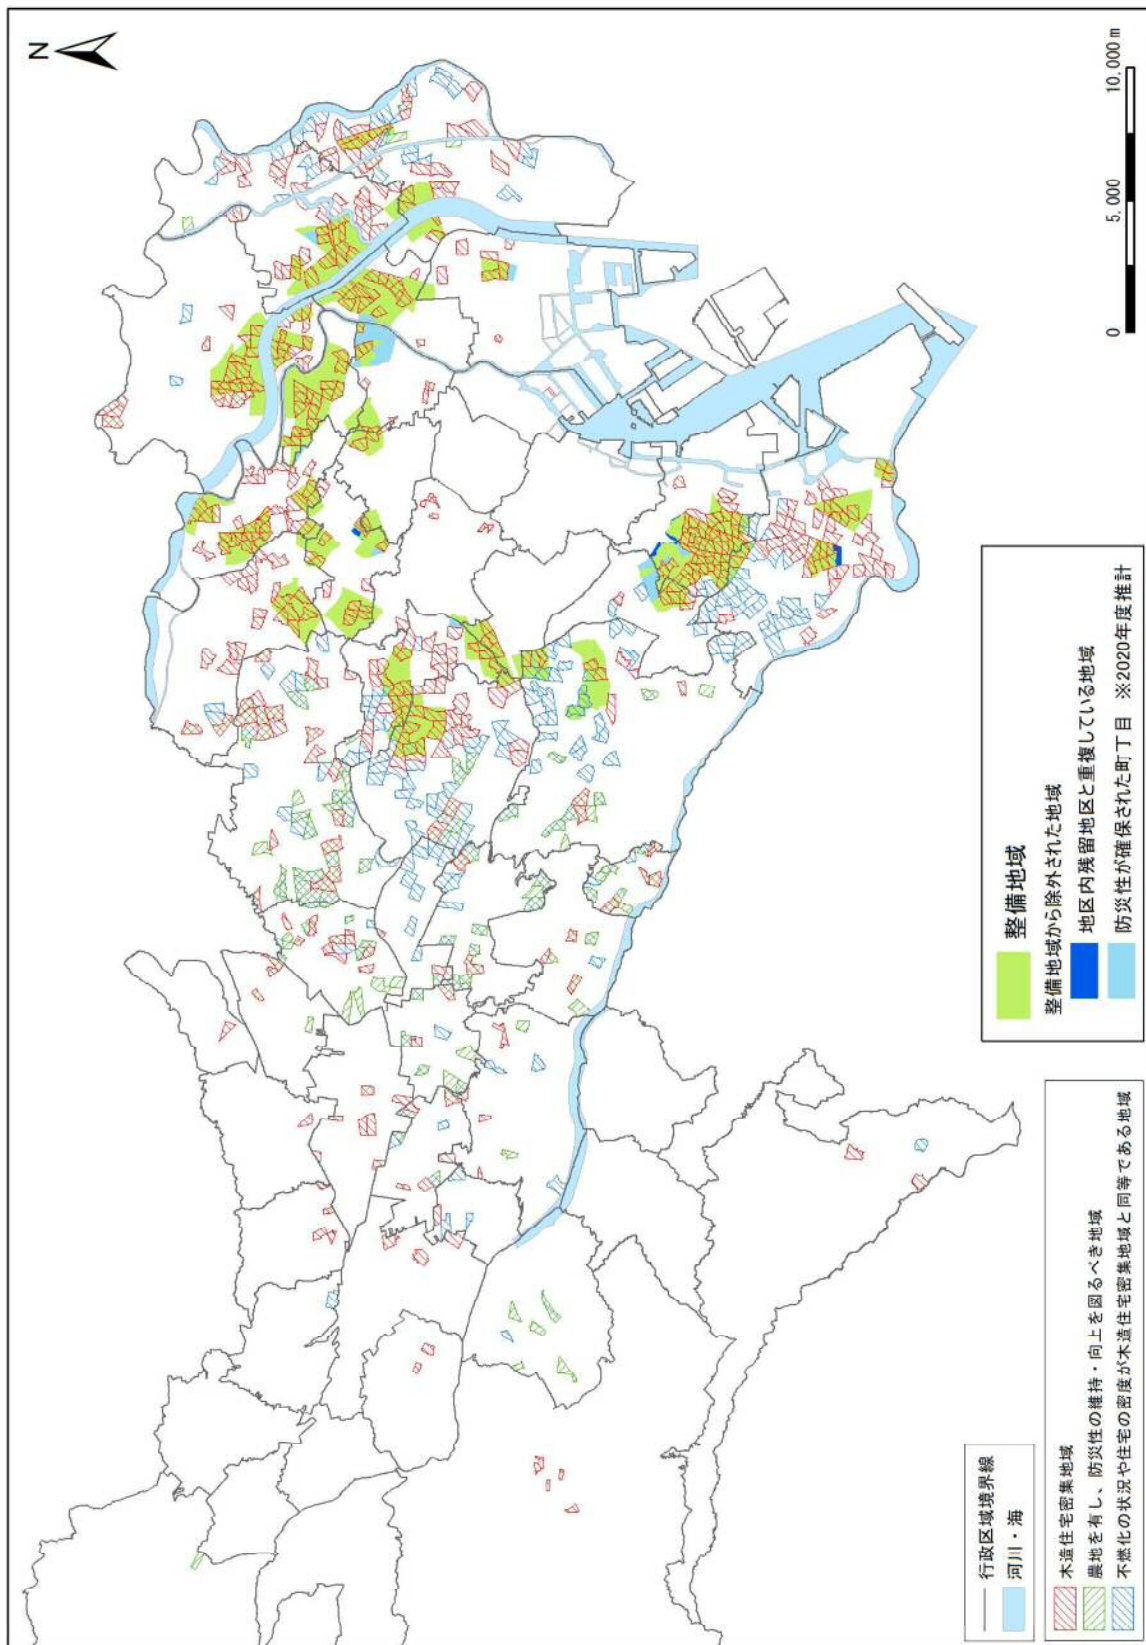 N
0 5,000 10,000 m
行政区域境界線
河川・海
木造住宅密集地域
農地を有し、防災性の維持・向上を図るべき地域
不燃化の状況や住宅の密度が木造住宅密集地域と同等である地域
整備地域
整備地域から除外された地域
地区内残留地区と重複している地域
防災性が確保された町丁目 ※2020年度推計